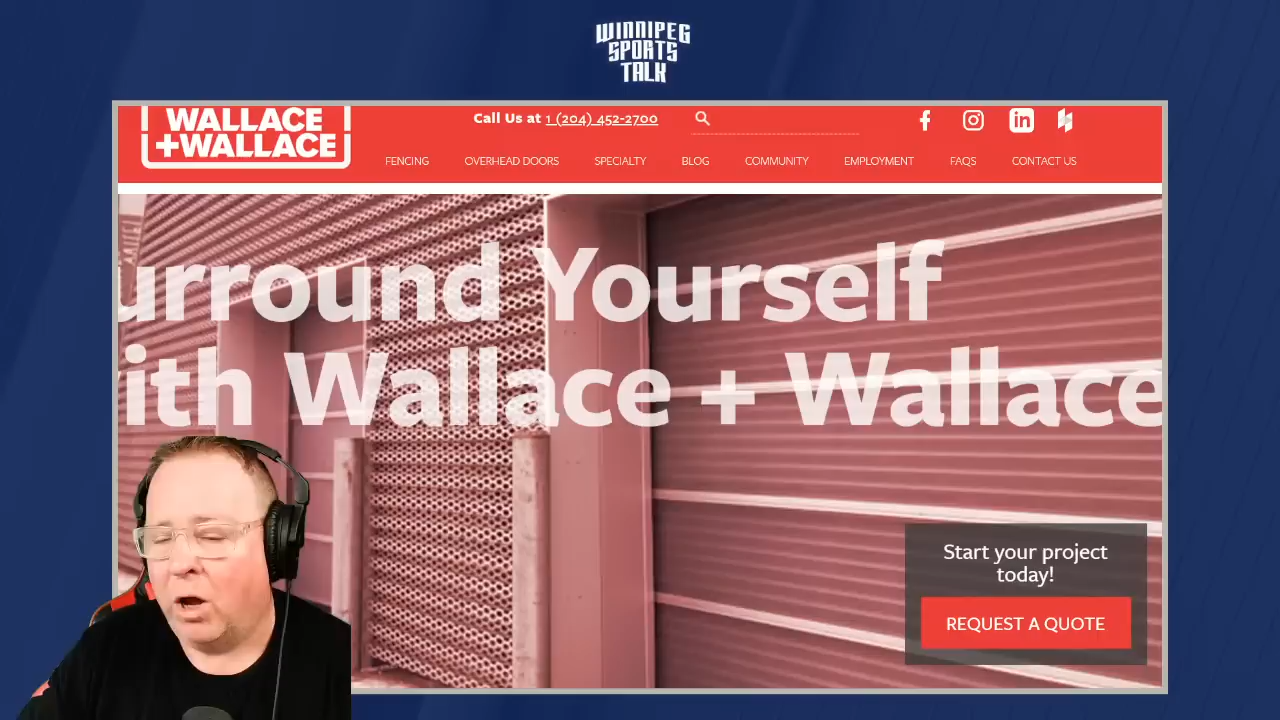 WINNIPEG
SPORTS
TALK
WALLACE
+WALLACE
Call Us at 1 (204) 452-2700
FENCING OVERHEAD DOORS SPECIALTY BLOG COMMUNITY EMPLOYMENT FAQS CONTACT US
urround Yourself
ith Wallace + Wallace
Start your project
today!
REQUEST A QUOTE